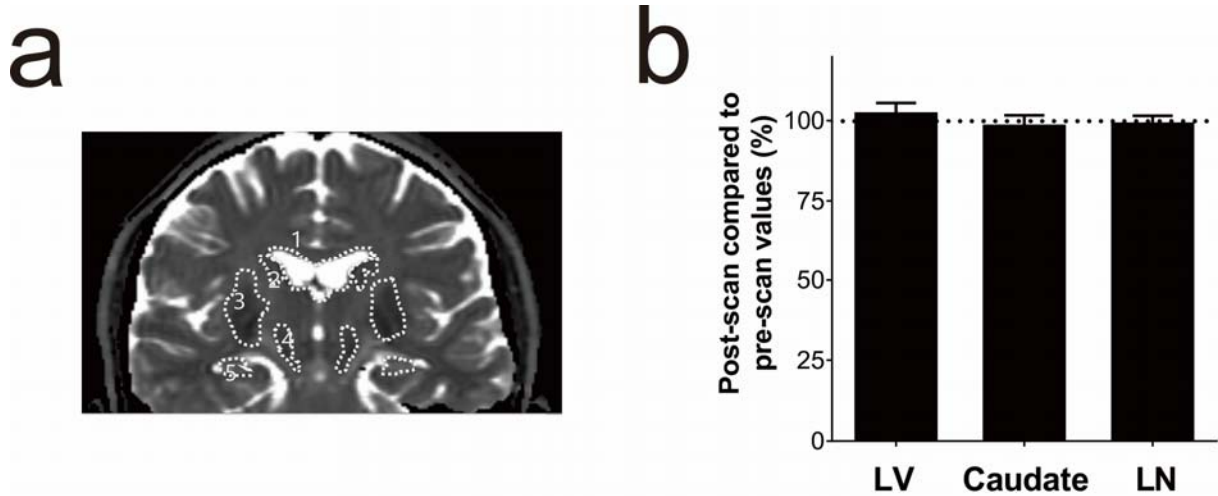 a
1
2
3
4
5
b
Post-scan compared to
pre-scan values (%)
100
75
50
25
0
LV Caudate LN